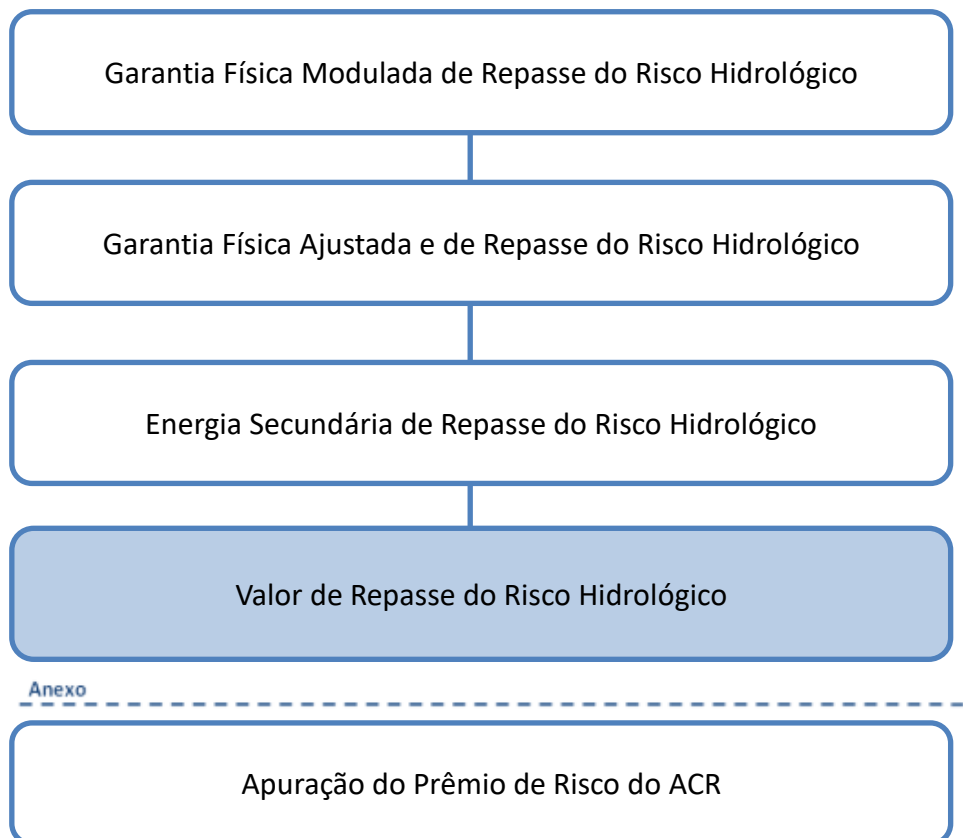 Garantia Física Modulada de Repasse do Risco Hidrológico
Garantia Física Ajustada e de Repasse do Risco Hidrológico
Energia Secundária de Repasse do Risco Hidrológico
Valor de Repasse do Risco Hidrológico
Anexo
Apuração do Prêmio de Risco do ACR